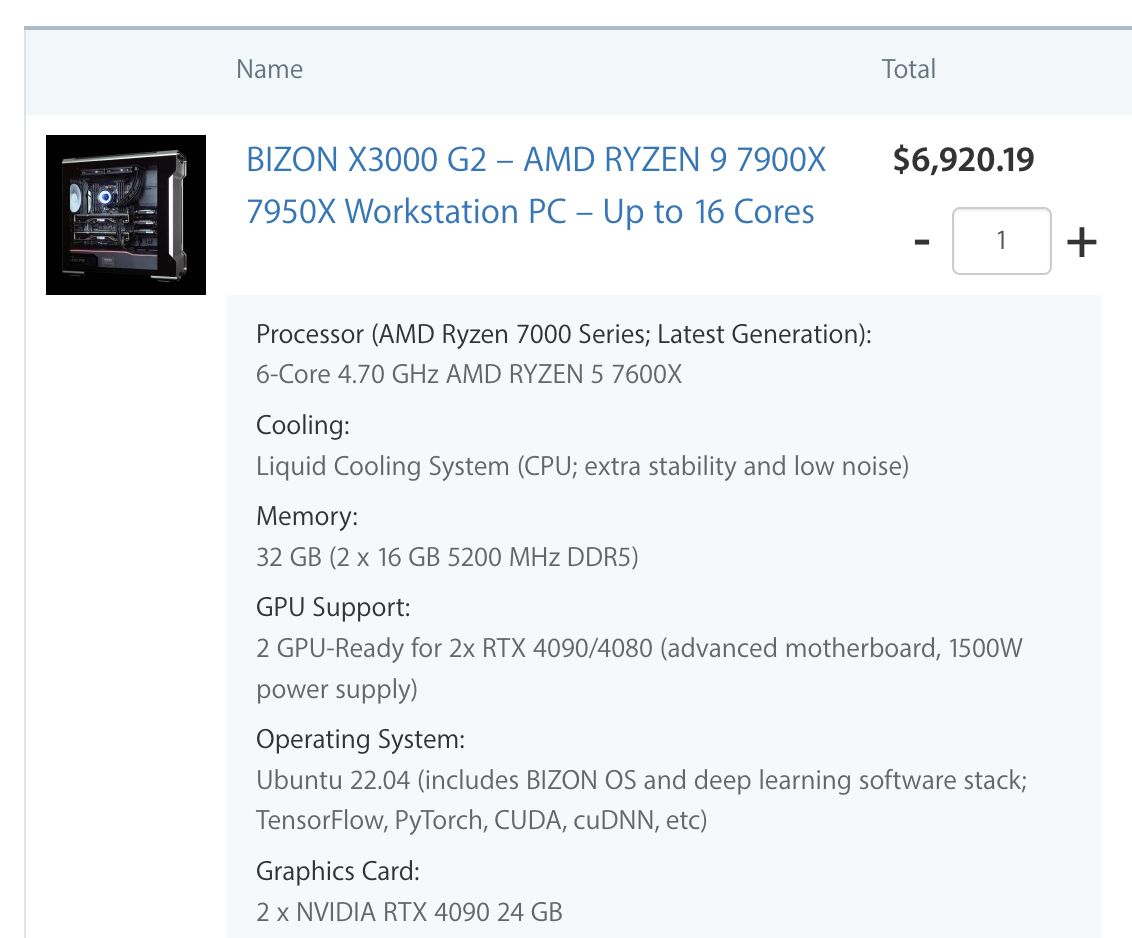 Name Total
BIZON X3000 G2 – AMD RYZEN 9 7900X $6,920.19
7950X Workstation PC – Up to 16 Cores
- 1 +
Processor (AMD Ryzen 7000 Series; Latest Generation):
6-Core 4.70 GHz AMD RYZEN 5 7600X
Cooling:
Liquid Cooling System (CPU; extra stability and low noise)
Memory:
32 GB (2 x 16 GB 5200 MHz DDR5)
GPU Support:
2 GPU-Ready for 2x RTX 4090/4080 (advanced motherboard, 1500W
power supply)
Operating System:
Ubuntu 22.04 (includes BIZON OS and deep learning software stack;
TensorFlow, PyTorch, CUDA, cuDNN, etc)
Graphics Card:
2 x NVIDIA RTX 4090 24 GB